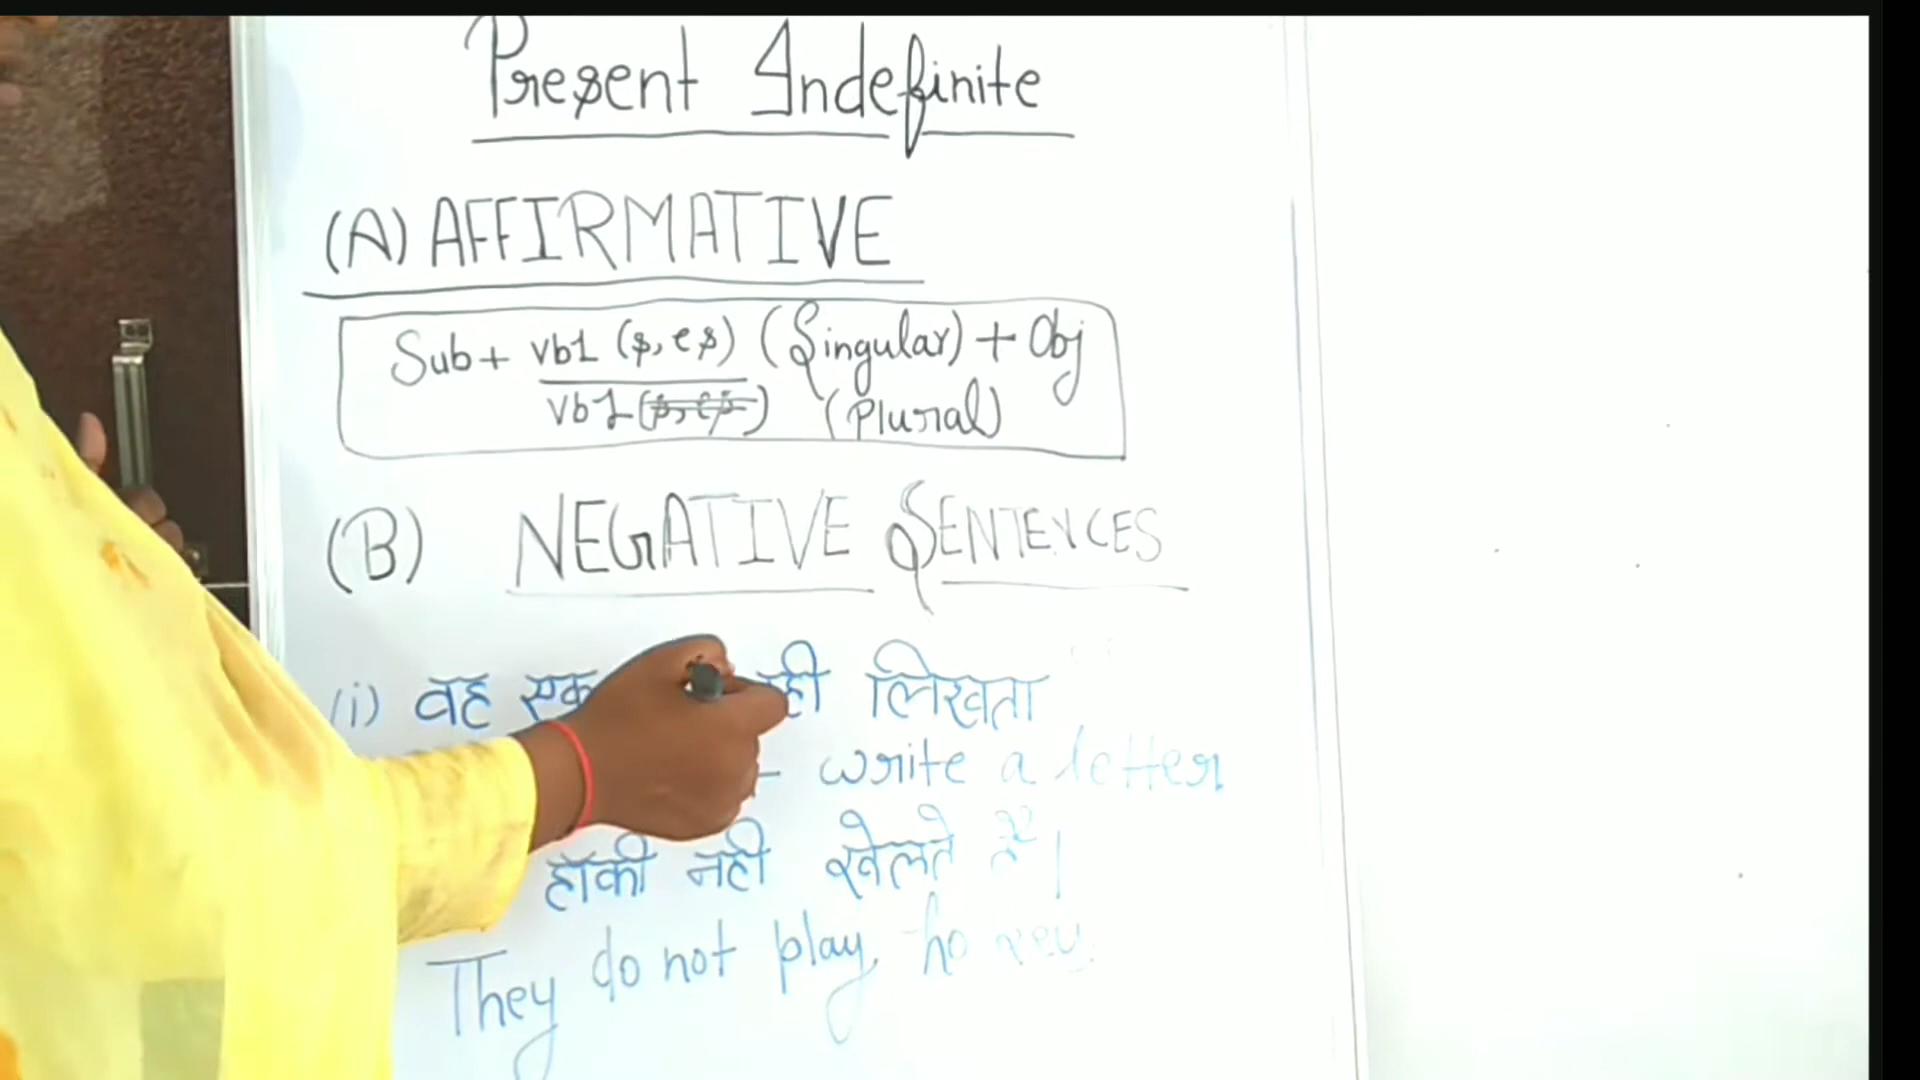 Present Indefinite
(A) AFFIRMATIVE
Sub + vb1 (s, es) (Singular) + Obj
vb1 (s, es) (Plural)
(B) NEGATIVE SENTENCES
(i) वह एक लिखता
write a letter
हॉकी नही खेलते हैं।
They do not play